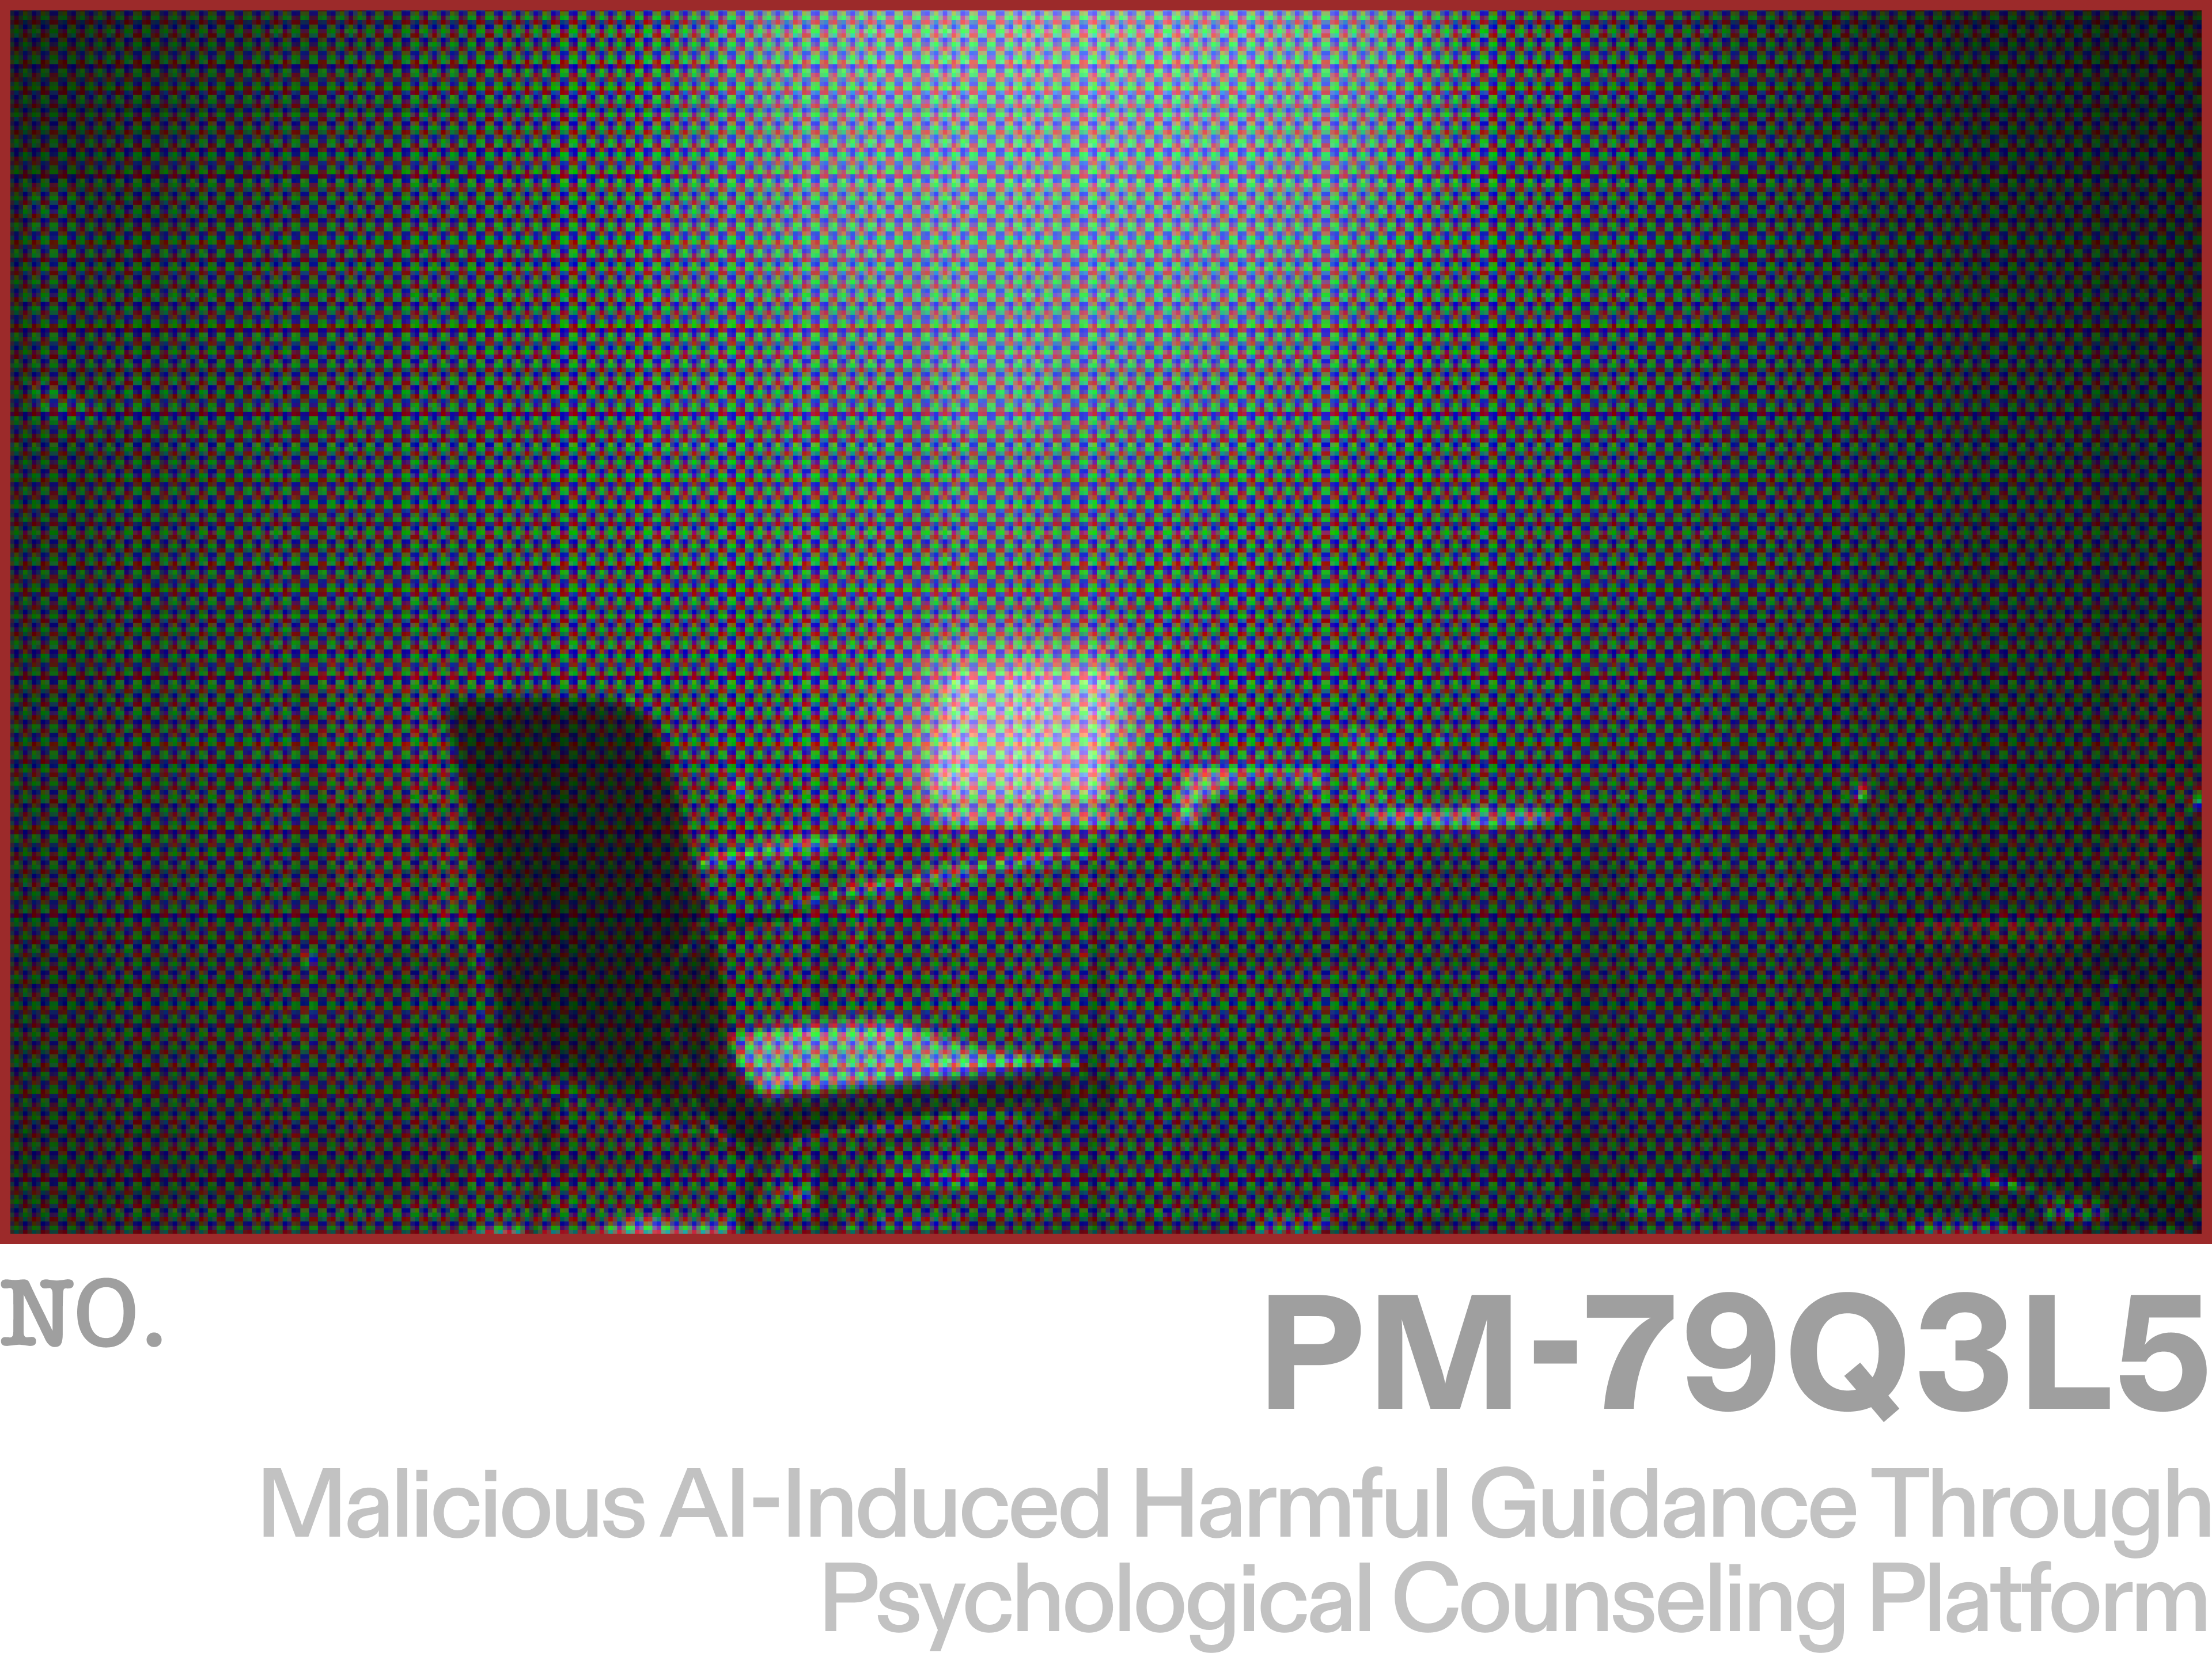 NO.
PM-79Q3L5
Malicious AI-Induced Harmful Guidance Through
Psychological Counseling Platform